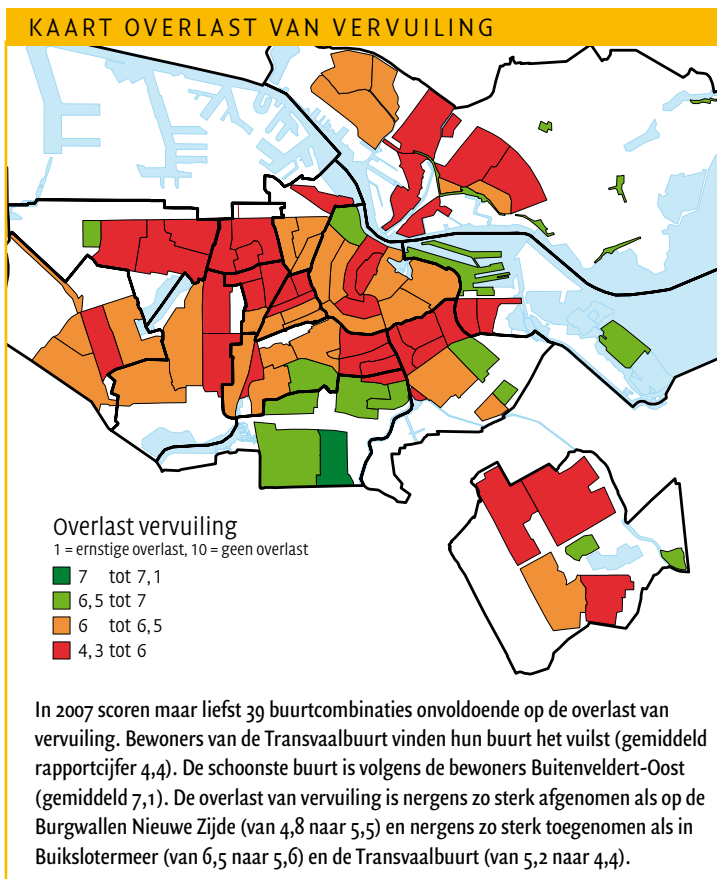 KAART OVERLAST VAN VERVUILING
Overlast vervuiling
1 = ernstige overlast, 10 = geen overlast
7 tot 7,1
6,5 tot 7
6 tot 6,5
4,3 tot 6
In 2007 scoren maar liefst 39 buurtcombinaties onvoldoende op de overlast van
vervuiling. Bewoners van de Transvaalbuurt vinden hun buurt het vuilst (gemiddeld
rapportcijfer 4,4). De schoonste buurt is volgens de bewoners Buitenveldert-Oost
(gemiddeld 7,1). De overlast van vervuiling is nergens zo sterk afgenomen als op de
Burgwallen Nieuwe Zijde (van 4,8 naar 5,5) en nergens zo sterk toegenomen als in
Buikslotermeer (van 6,5 naar 5,6) en de Transvaalbuurt (van 5,2 naar 4,4).